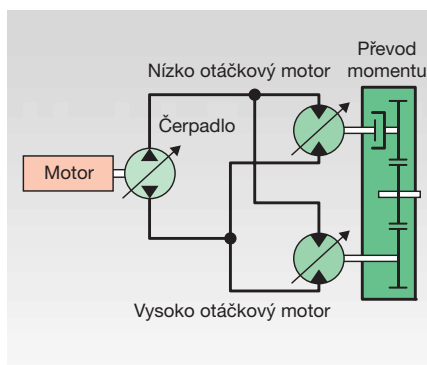 Převod
momentu
Nízko otáčkový motor
Čerpadlo
Motor
Vysoko otáčkový motor